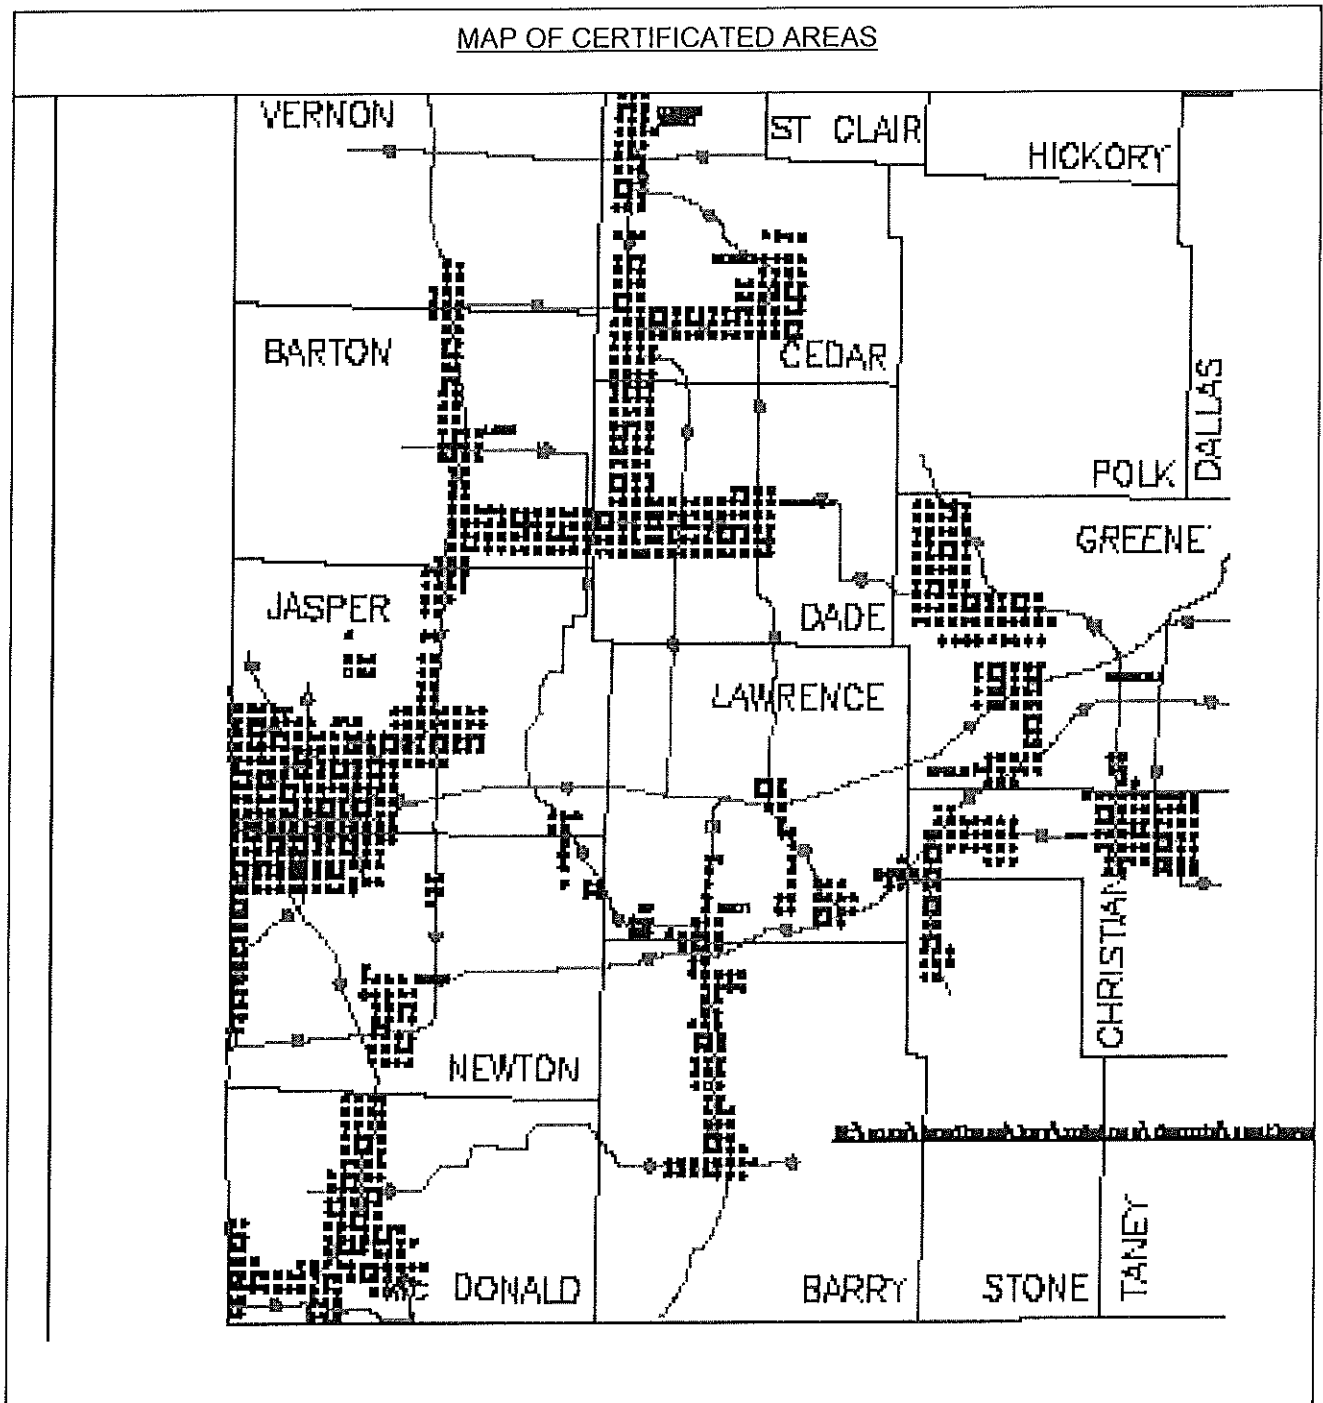 MAP OF CERTIFICATED AREAS
VERNON
ST CLAIR
HICKORY
BARTON
CEDAR
DALLAS
POLK
GREENE
JASPER
DADE
LAWRENCE
CHRISTIAN
NEWTON
TANEY
MC DONALD
BARRY
STONE